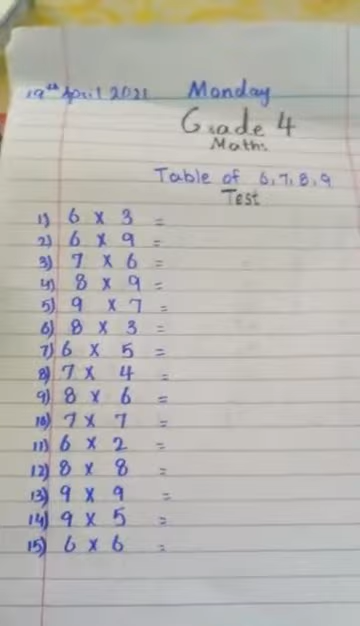 19th April 2021 Monday
Grade 4
Maths
Table of 6,7,8,9
Test
1) 6 x 3 =
2) 6 x 9 =
3) 7 x 6 =
4) 8 x 9 =
5) 9 x 7 =
6) 8 x 3 =
7) 6 x 5 =
8) 7 x 4 =
9) 8 x 6 =
10) 7 x 7 =
11) 6 x 2 =
12) 8 x 8 =
13) 9 x 9 =
14) 9 x 5 =
15) 6 x 6 =